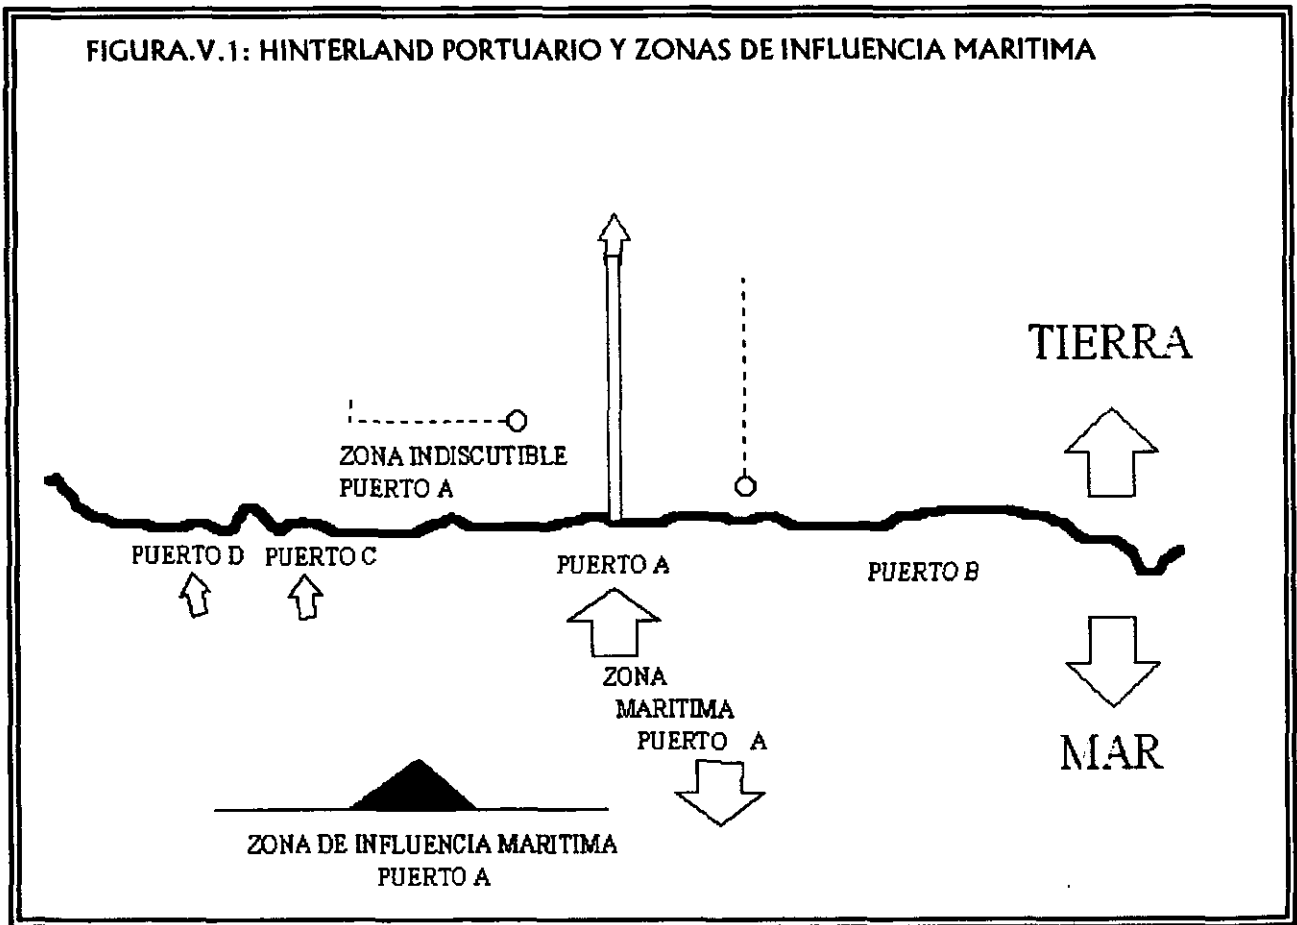 FIGURA.V.1: HINTERLAND PORTUARIO Y ZONAS DE INFLUENCIA MARITIMA
TIERRA
ZONA INDISCUTIBLE
PUERTO A
PUERTO D
PUERTO C
PUERTO A
PUERTO B
ZONA
MARITIMA
PUERTO A
MAR
ZONA DE INFLUENCIA MARITIMA
PUERTO A